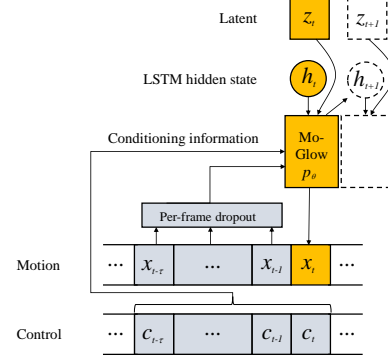 Latent
z_t
z_{t+1}
LSTM hidden state
h_t
h_{t+1}
Conditioning information
Mo-
Glow
p_θ
Per-frame dropout
Motion
... x_{t-τ} ... x_{t-1} x_t ...
Control
... c_{t-τ} ... c_{t-1} c_t ...